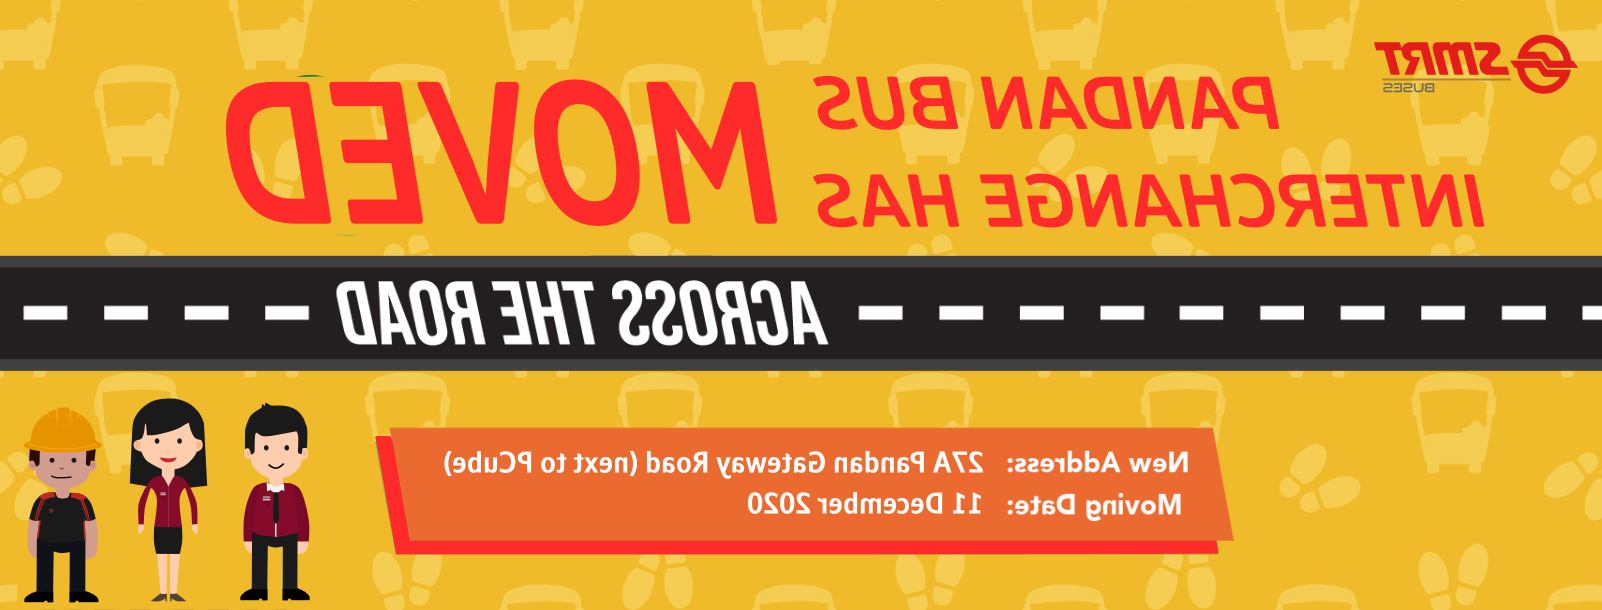 SMRT
BUSES
PANDAN BUS
INTERCHANGE HAS
MOVED
ACROSS THE ROAD
New Address: 27A Pandan Gateway Road (next to PCube)
Moving Date: 11 December 2020